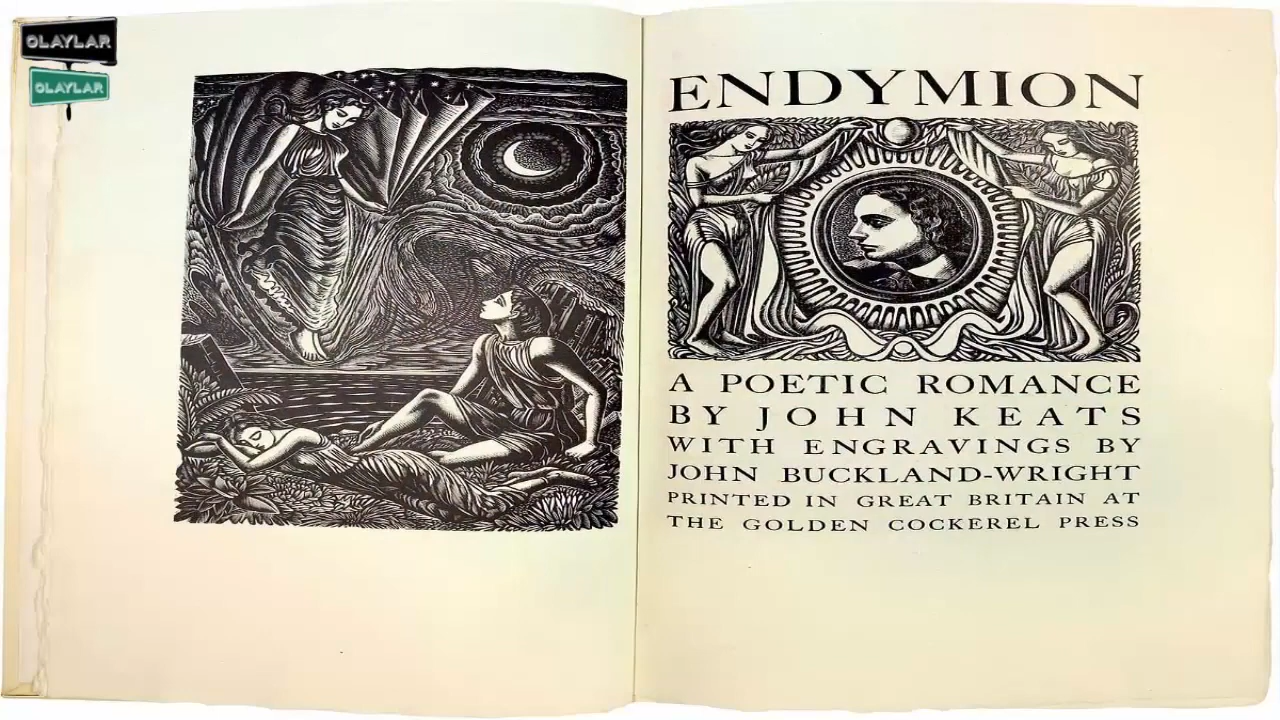 OLAYLAR
OLAYLAR
ENDYMION
A POETIC ROMANCE
BY JOHN KEATS
WITH ENGRAVINGS BY
JOHN BUCKLAND-WRIGHT
PRINTED IN GREAT BRITAIN AT
THE GOLDEN COCKEREL PRESS